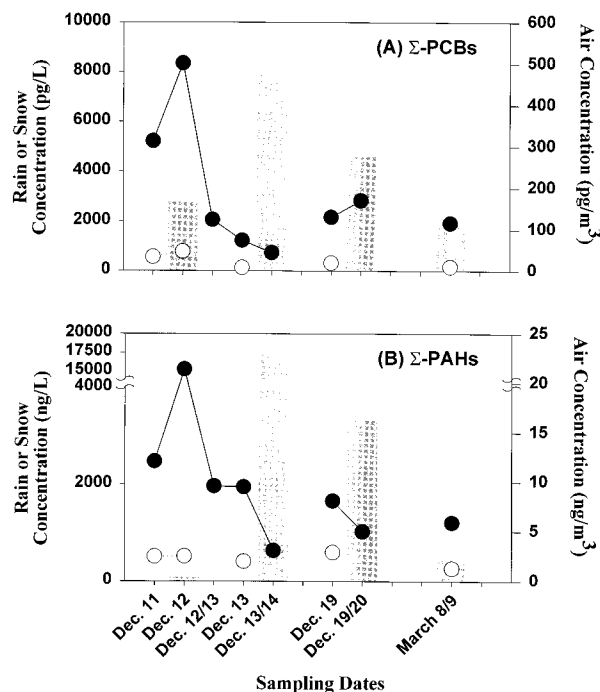 (A) Σ-PCBs
Rain or Snow
Concentration (pg/L)
10000
8000
6000
4000
2000
0
600
500
400
300
200
100
0
Air Concentration
(pg/m³)
(B) Σ-PAHs
Rain or Snow
Concentration (ng/L)
20000
17500
15000
4000
2000
0
25
20
15
10
5
0
Air Concentration (ng/m³)
Dec. 11
Dec. 12
Dec. 12/13
Dec. 13
Dec. 13/14
Dec. 19
Dec. 19/20
March 8/9
Sampling Dates